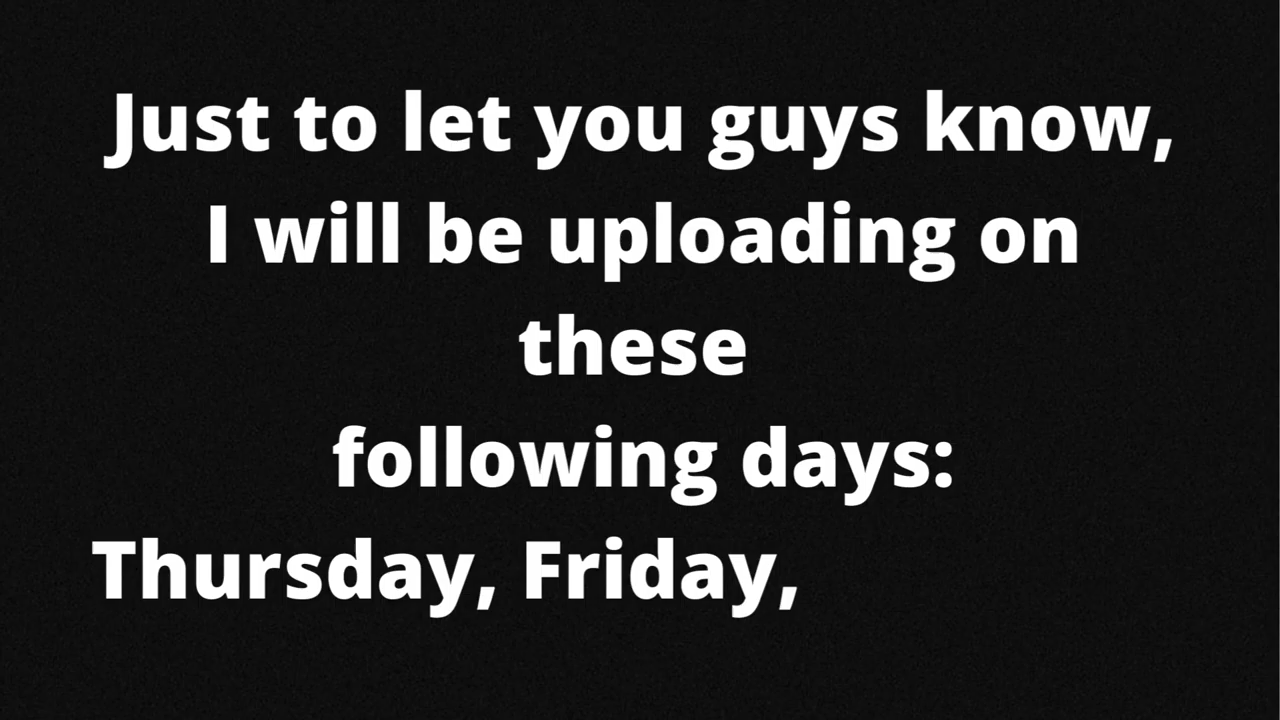 Just to let you guys know,
I will be uploading on
these
following days:
Thursday, Friday,